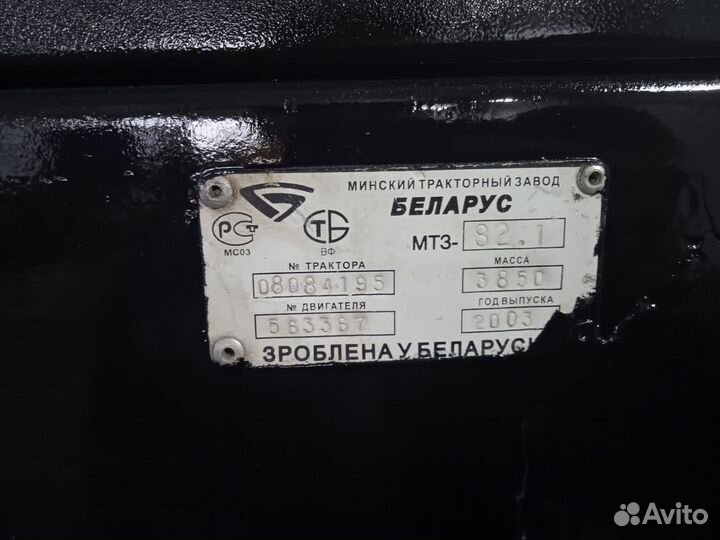 МИНСКИЙ ТРАКТОРНЫЙ ЗАВОД
БЕЛАРУС
РСТ
МС03
СТБ
ВФ
МТЗ-82.1
№ ТРАКТОРА
08084195
МАССА
3850
№ ДВИГАТЕЛЯ
583387
ГОД ВЫПУСКА
2003
ЗРОБЛЕНА У БЕЛАРУСІ
Avito